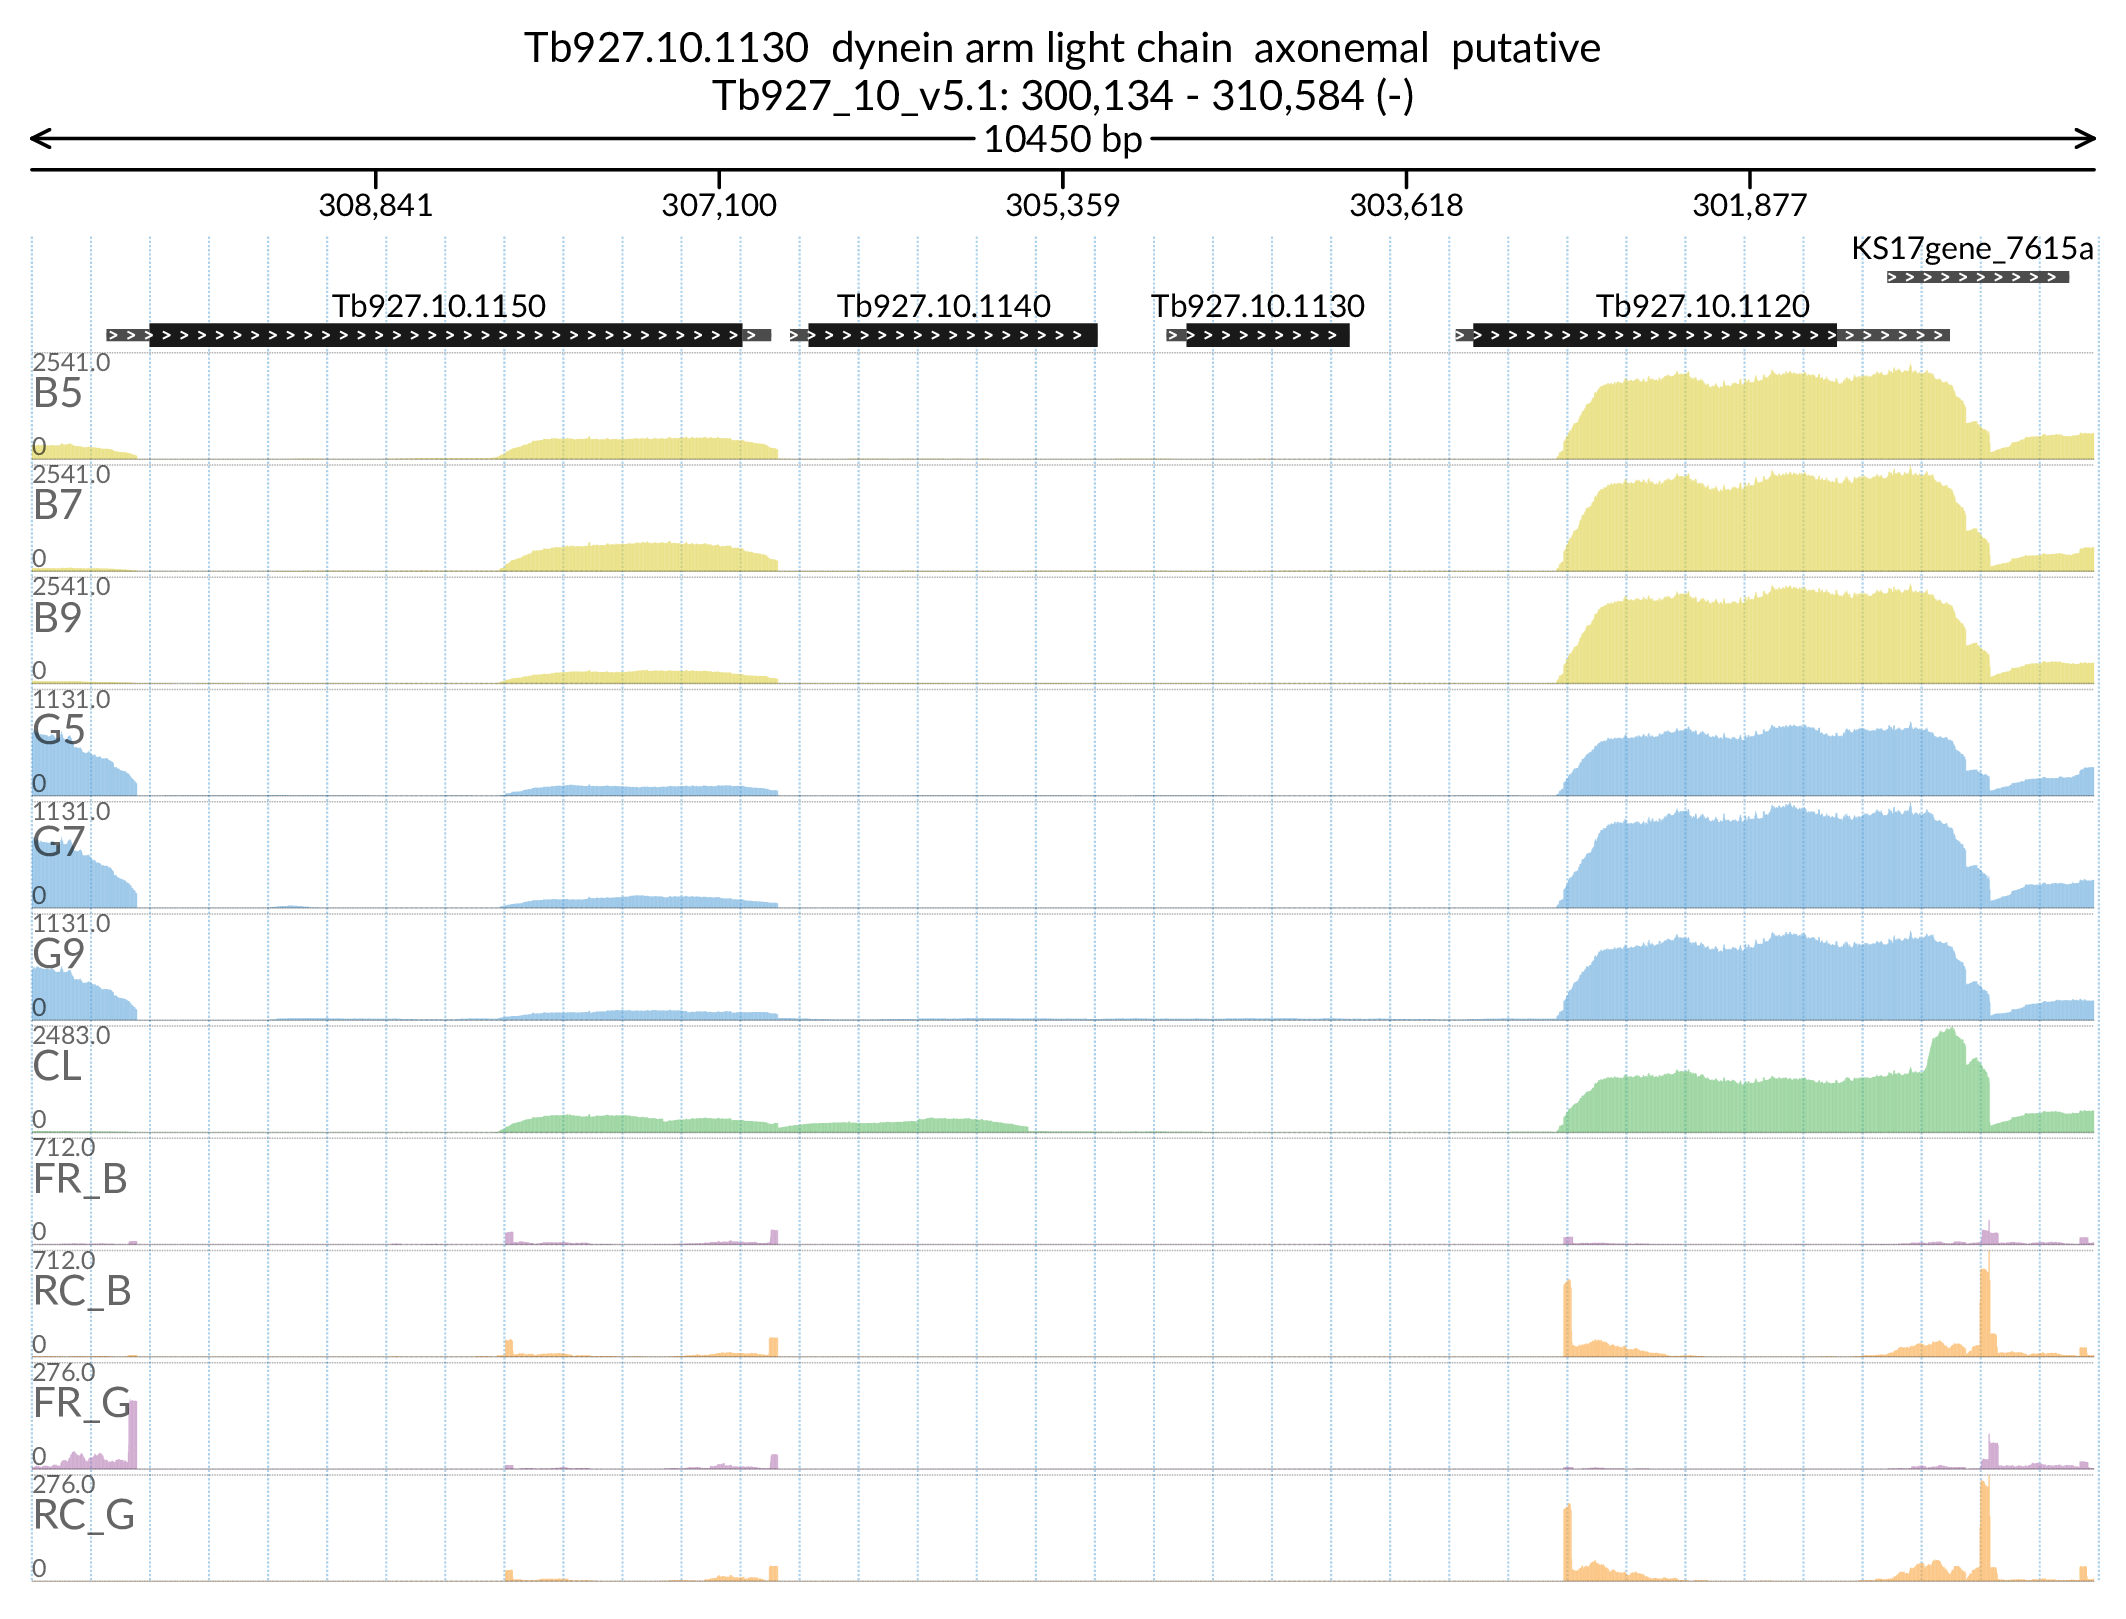 Tb927.10.1130  dynein arm light chain  axonemal  putative
Tb927_10_v5.1: 300,134 - 310,584 (-)
10450 bp
308,841 307,100 305,359 303,618 301,877
KS17gene_7615a
Tb927.10.1150 Tb927.10.1140 Tb927.10.1130 Tb927.10.1120
2541.0
B5
0
2541.0
B7
0
2541.0
B9
0
1131.0
G5
0
1131.0
G7
0
1131.0
G9
0
2483.0
CL
0
712.0
FR_B
0
712.0
RC_B
0
276.0
FR_G
0
276.0
RC_G
0